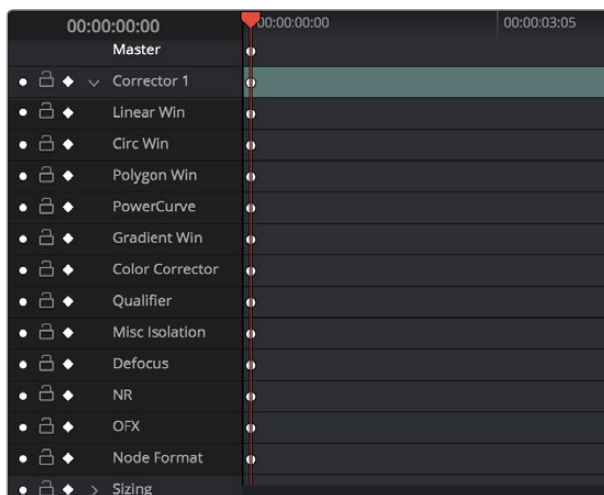 00:00:00:00 00:00:00:00 00:00:03:05
Master
Corrector 1
Linear Win
Circ Win
Polygon Win
PowerCurve
Gradient Win
Color Corrector
Qualifier
Misc Isolation
Defocus
NR
OFX
Node Format
Sizing